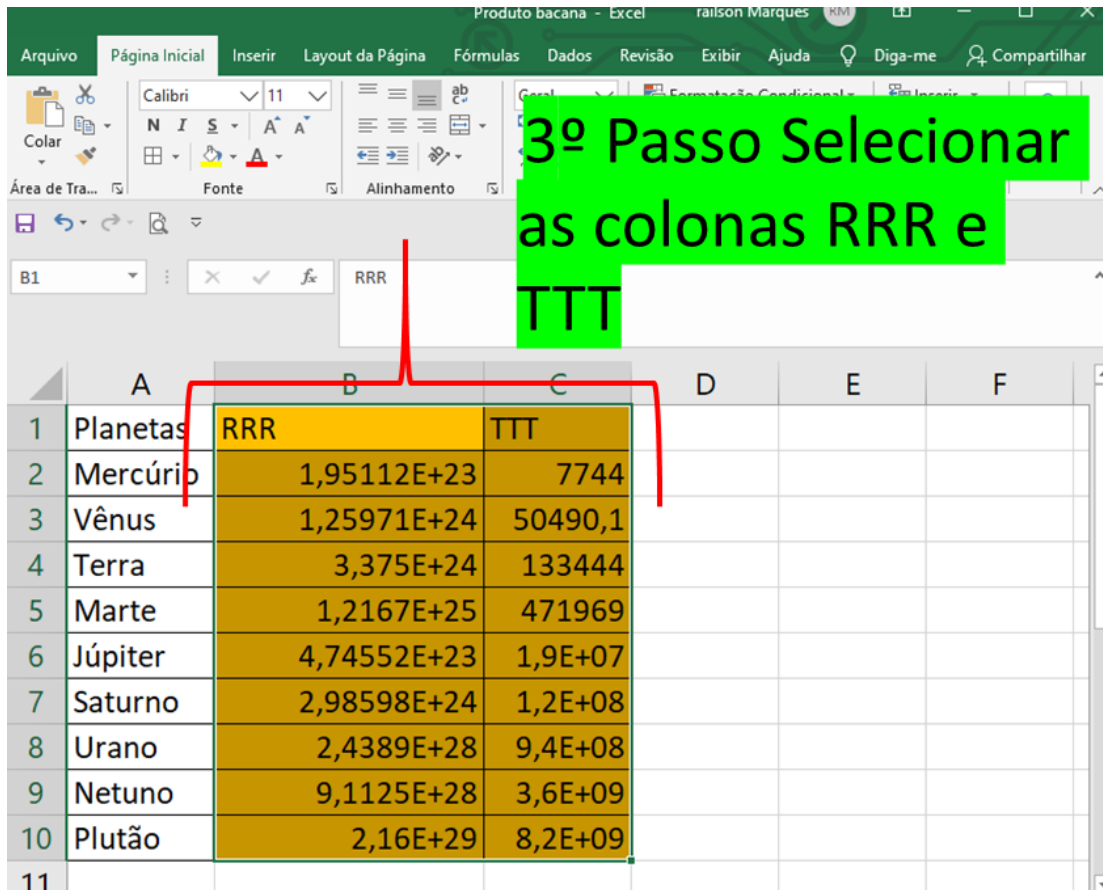 Produto bacana - Excel railson Marques RM
Arquivo Página Inicial Inserir Layout da Página Fórmulas Dados Revisão Exibir Ajuda Diga-me Compartilhar
Calibri 11 ab
N I S A A
Colar
Área de Tra... Fonte Alinhamento
3º Passo Selecionar
as colonas RRR e
TTT
B1 fx RRR
A B C D E F
1 Planetas RRR TTT
2 Mercúrio 1,95112E+23 7744
3 Vênus 1,25971E+24 50490,1
4 Terra 3,375E+24 133444
5 Marte 1,2167E+25 471969
6 Júpiter 4,74552E+23 1,9E+07
7 Saturno 2,98598E+24 1,2E+08
8 Urano 2,4389E+28 9,4E+08
9 Netuno 9,1125E+28 3,6E+09
10 Plutão 2,16E+29 8,2E+09
11